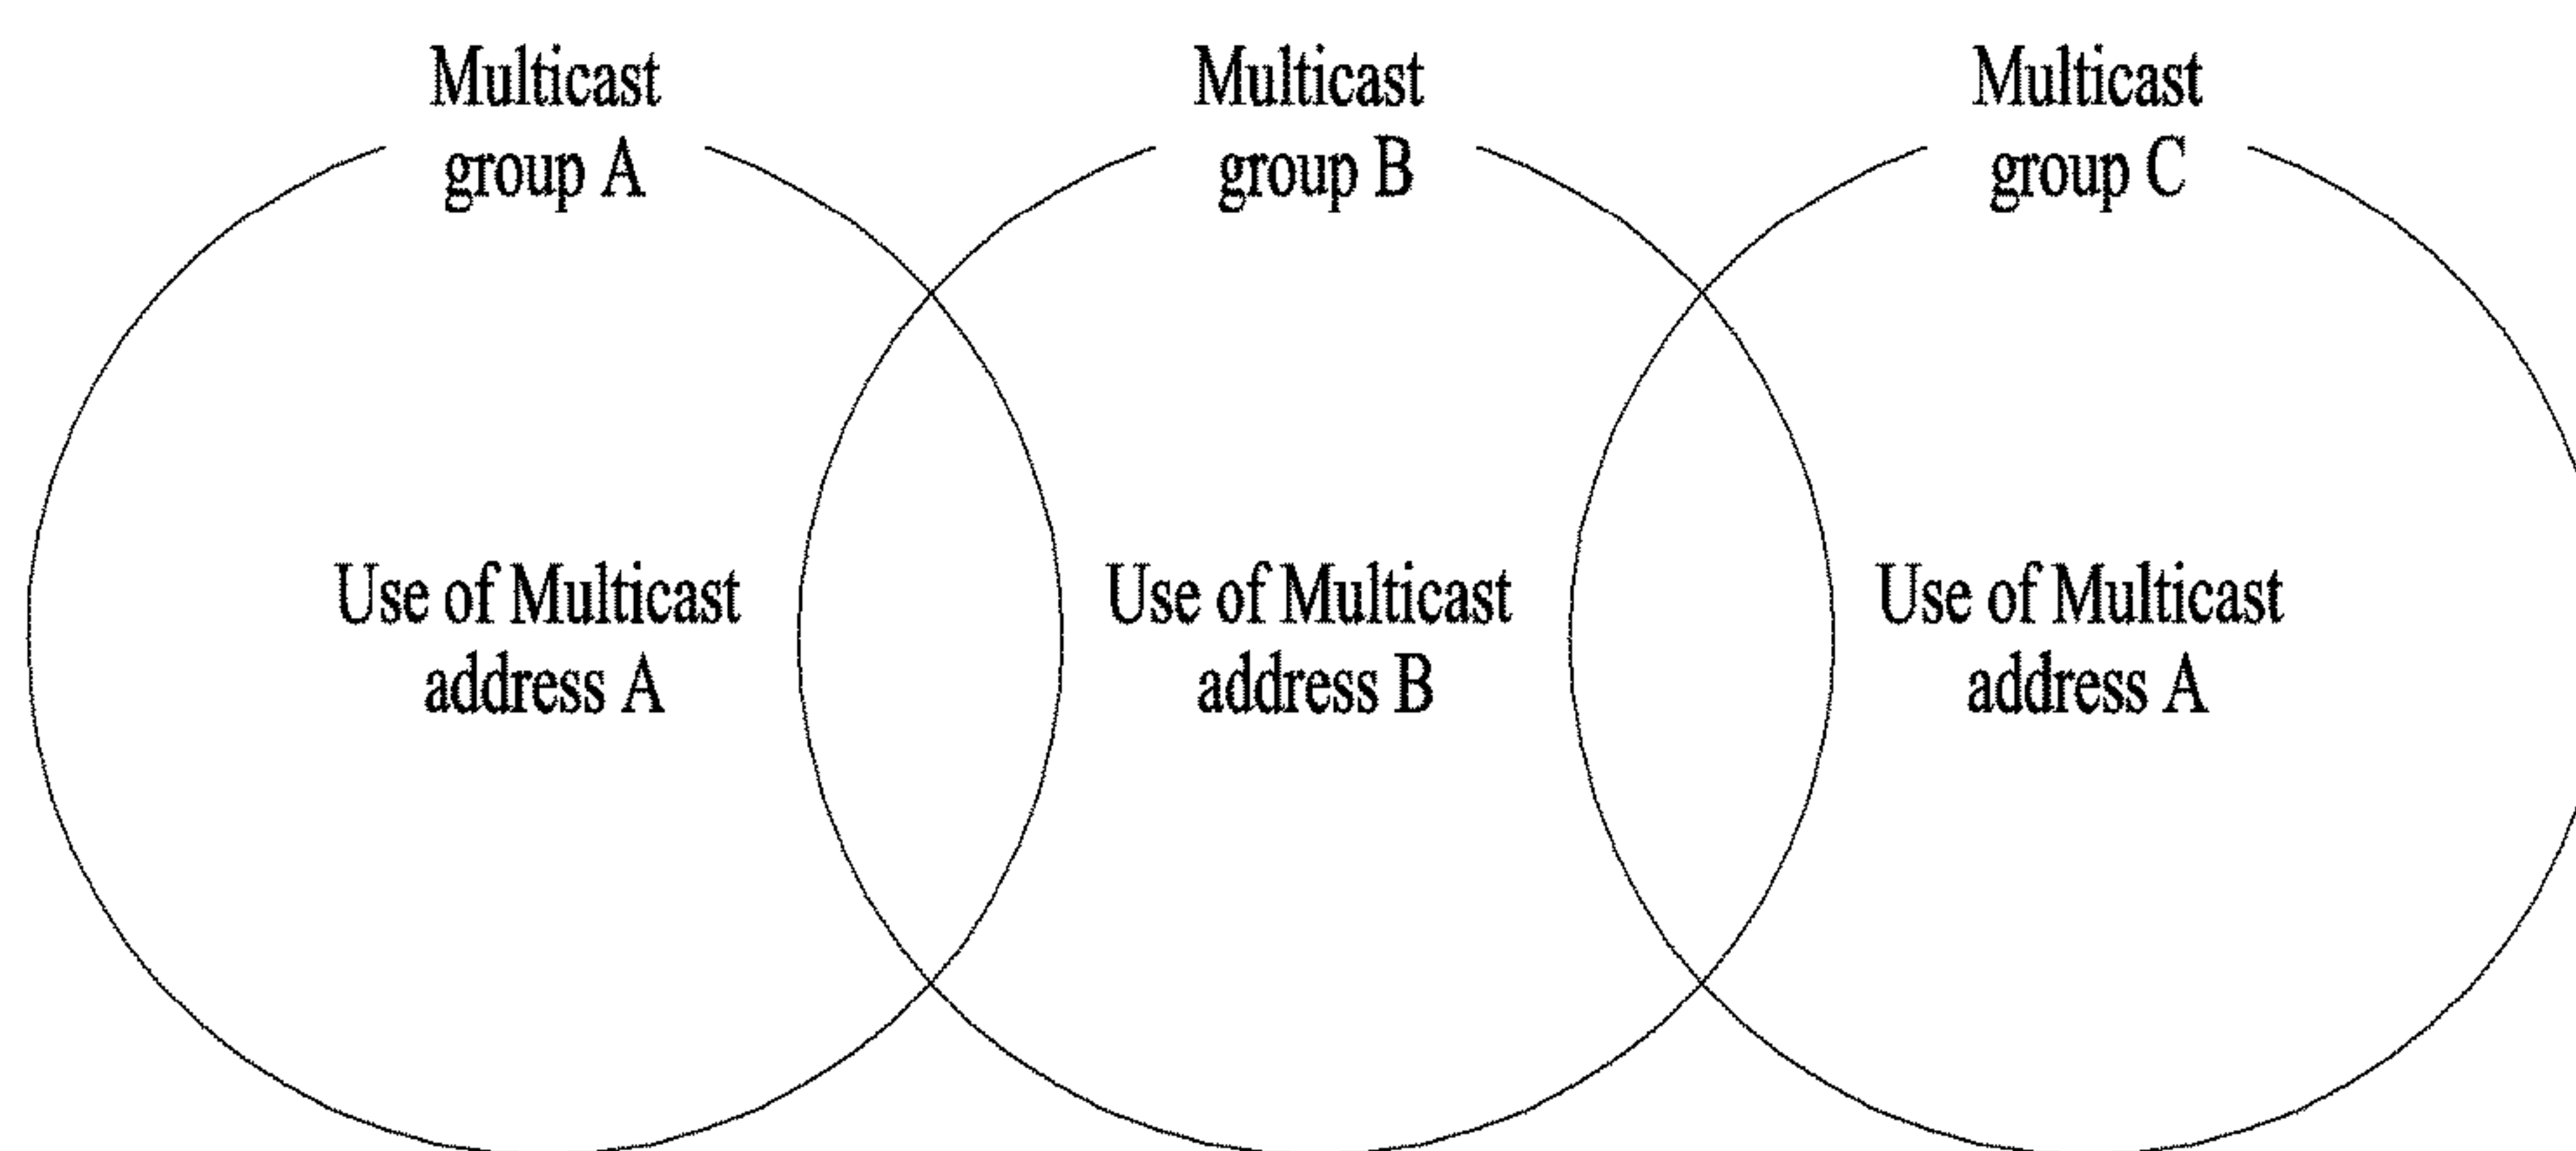 Multicast
group A
Multicast
group B
Multicast
group C
Use of Multicast
address A
Use of Multicast
address B
Use of Multicast
address A